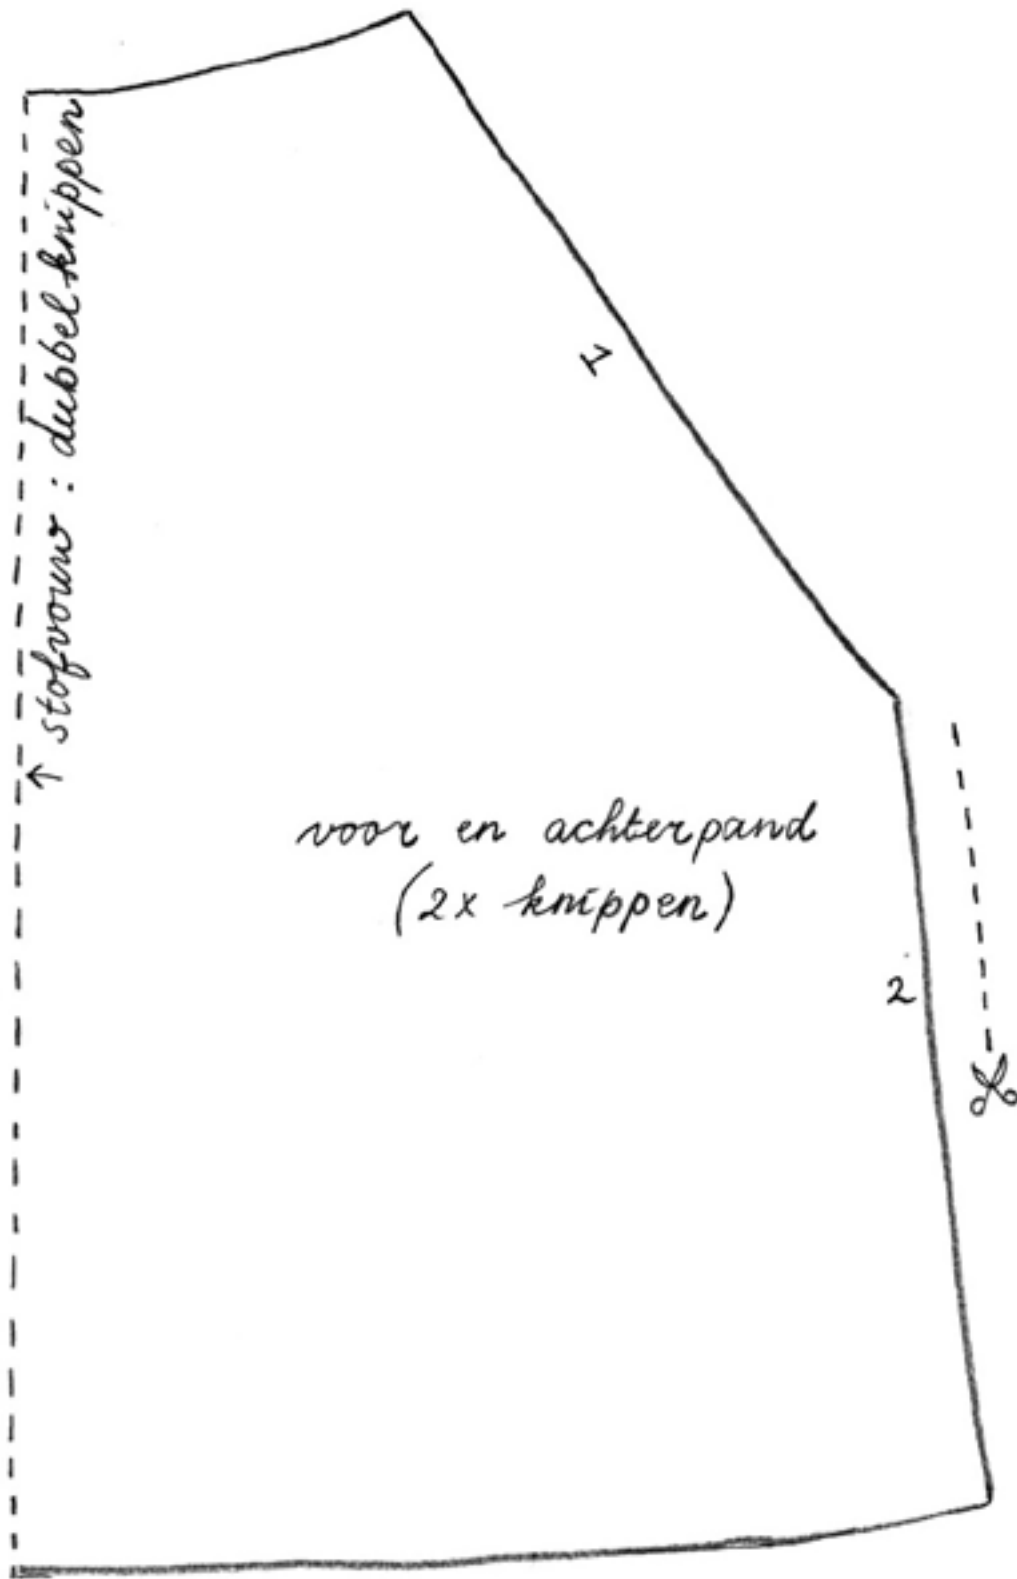 ↑ stofvouw : dubbel knippen
1
voor en achterpand
(2x knippen)
2